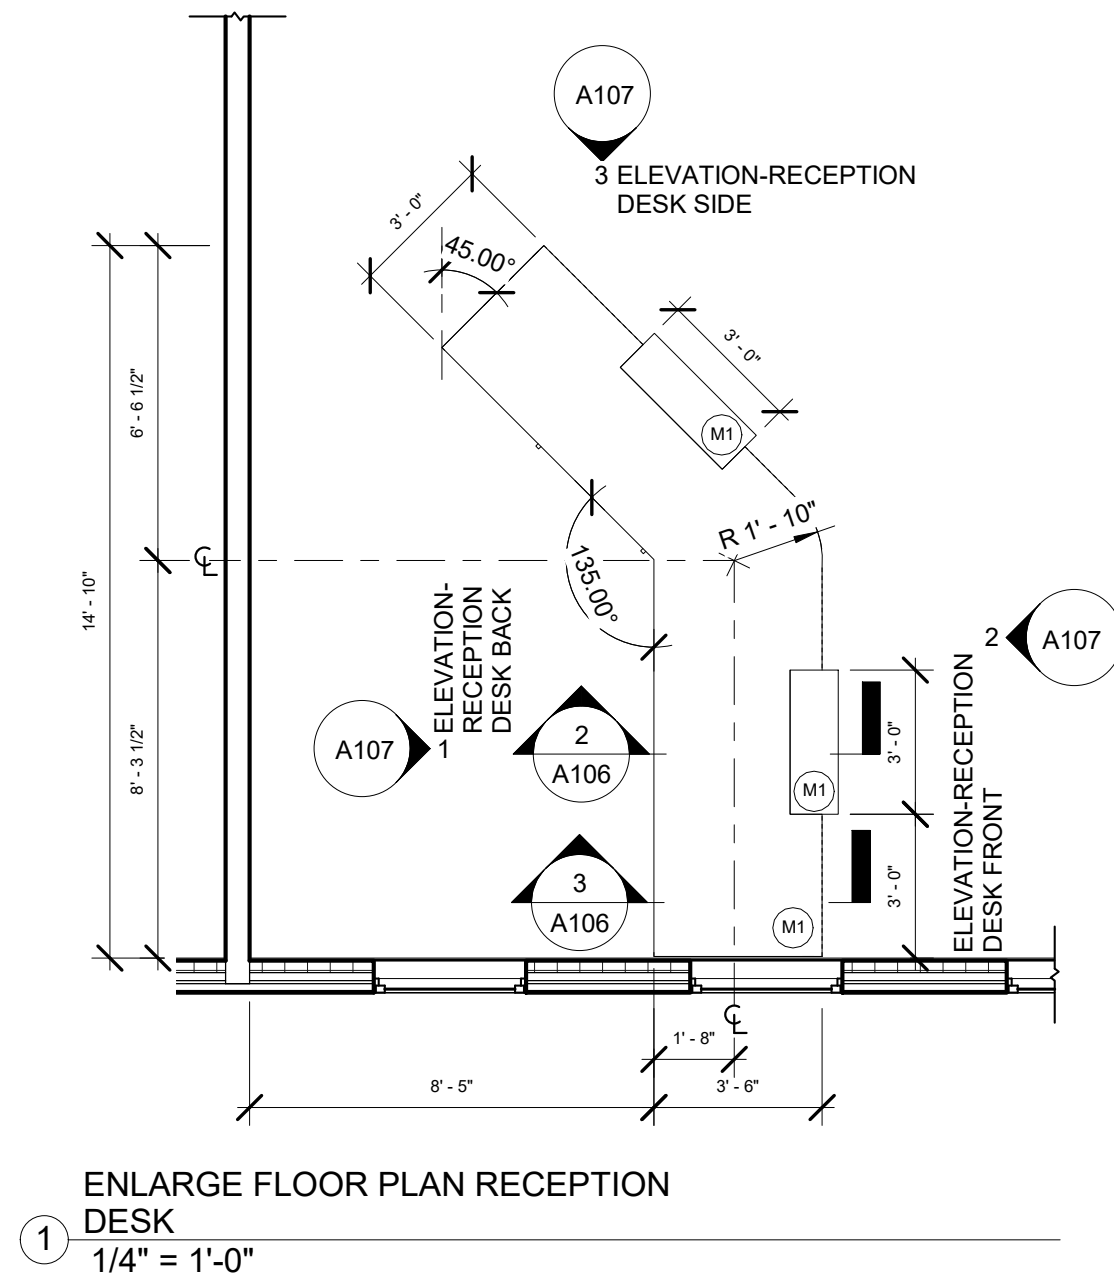 A107
3 ELEVATION-RECEPTION
DESK SIDE
3' - 0"
45.00°
3' - 0"
M1
6' - 6 1/2"
R 1' - 10"
135.00°
℄
14' - 10"
ELEVATION-
RECEPTION
DESK BACK
2 A107
8' - 3 1/2"
A107 1
2
A106
3' - 0"
M1
ELEVATION-RECEPTION
DESK FRONT
3
A106
3' - 0"
M1
℄
1' - 8"
8' - 5"
3' - 6"
ENLARGE FLOOR PLAN RECEPTION
DESK
1
1/4" = 1'-0"